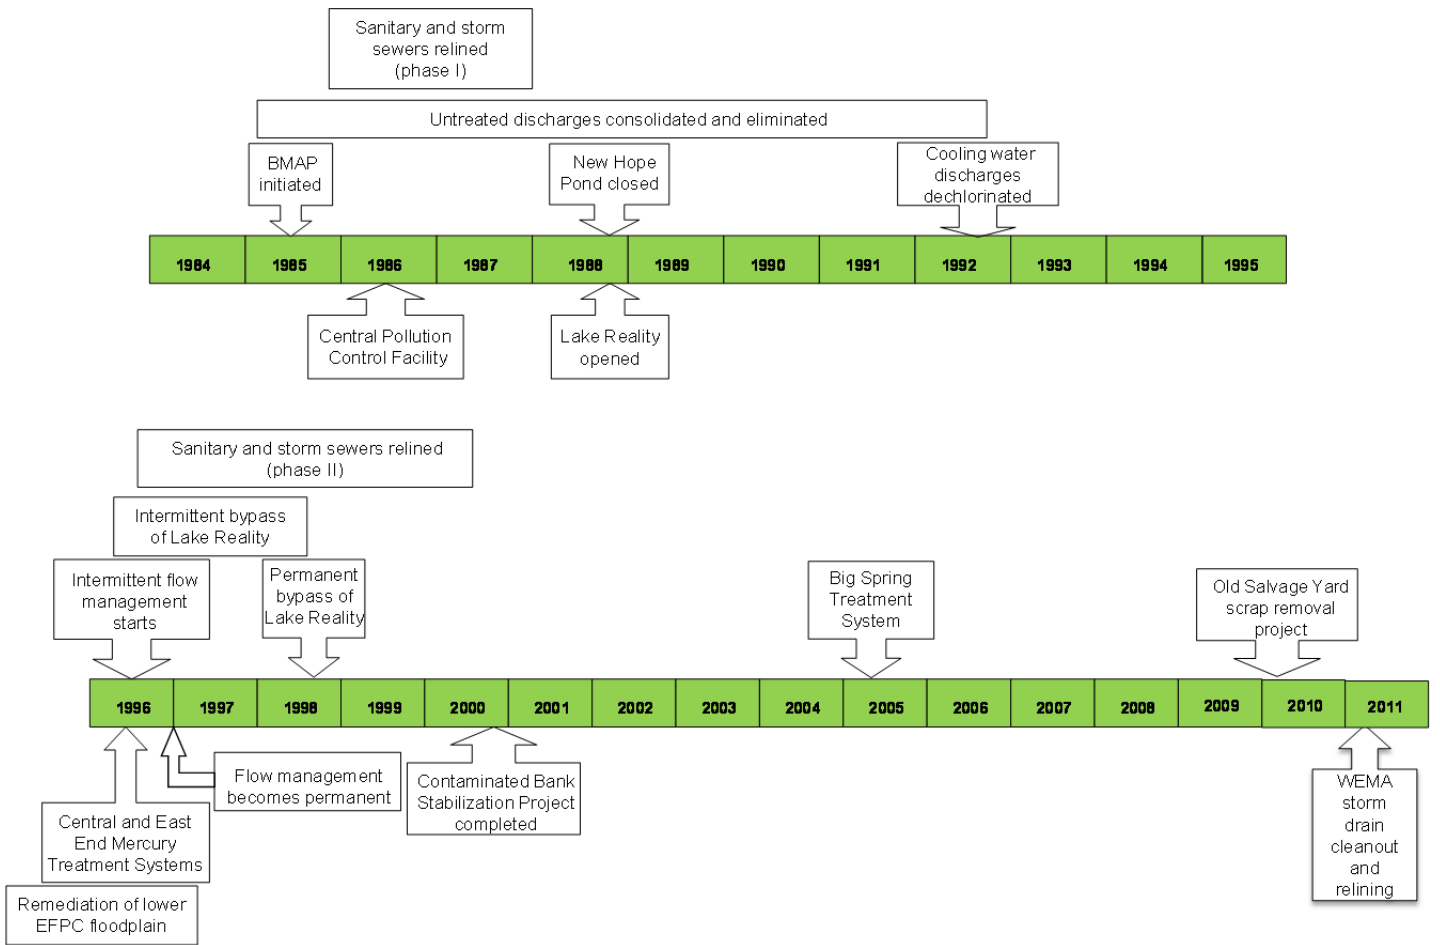 Sanitary and storm
sewers relined
(phase I)
Untreated discharges consolidated and eliminated
BMAP
initiated
New Hope
Pond closed
Cooling water
discharges
dechlorinated
1984
1985
1986
1987
1988
1989
1990
1991
1992
1993
1994
1995
Central Pollution
Control Facility
Lake Reality
opened
Sanitary and storm sewers relined
(phase II)
Intermittent bypass
of Lake Reality
Intermittent flow
management
starts
Permanent
bypass of
Lake Reality
Big Spring
Treatment
System
Old Salvage Yard
scrap removal
project
1996
1997
1998
1999
2000
2001
2002
2003
2004
2005
2006
2007
2008
2009
2010
2011
Flow management
becomes permanent
Contaminated Bank
Stabilization Project
completed
WEMA
storm
drain
cleanout
and
relining
Central and East
End Mercury
Treatment Systems
Remediation of lower
EFPC floodplain